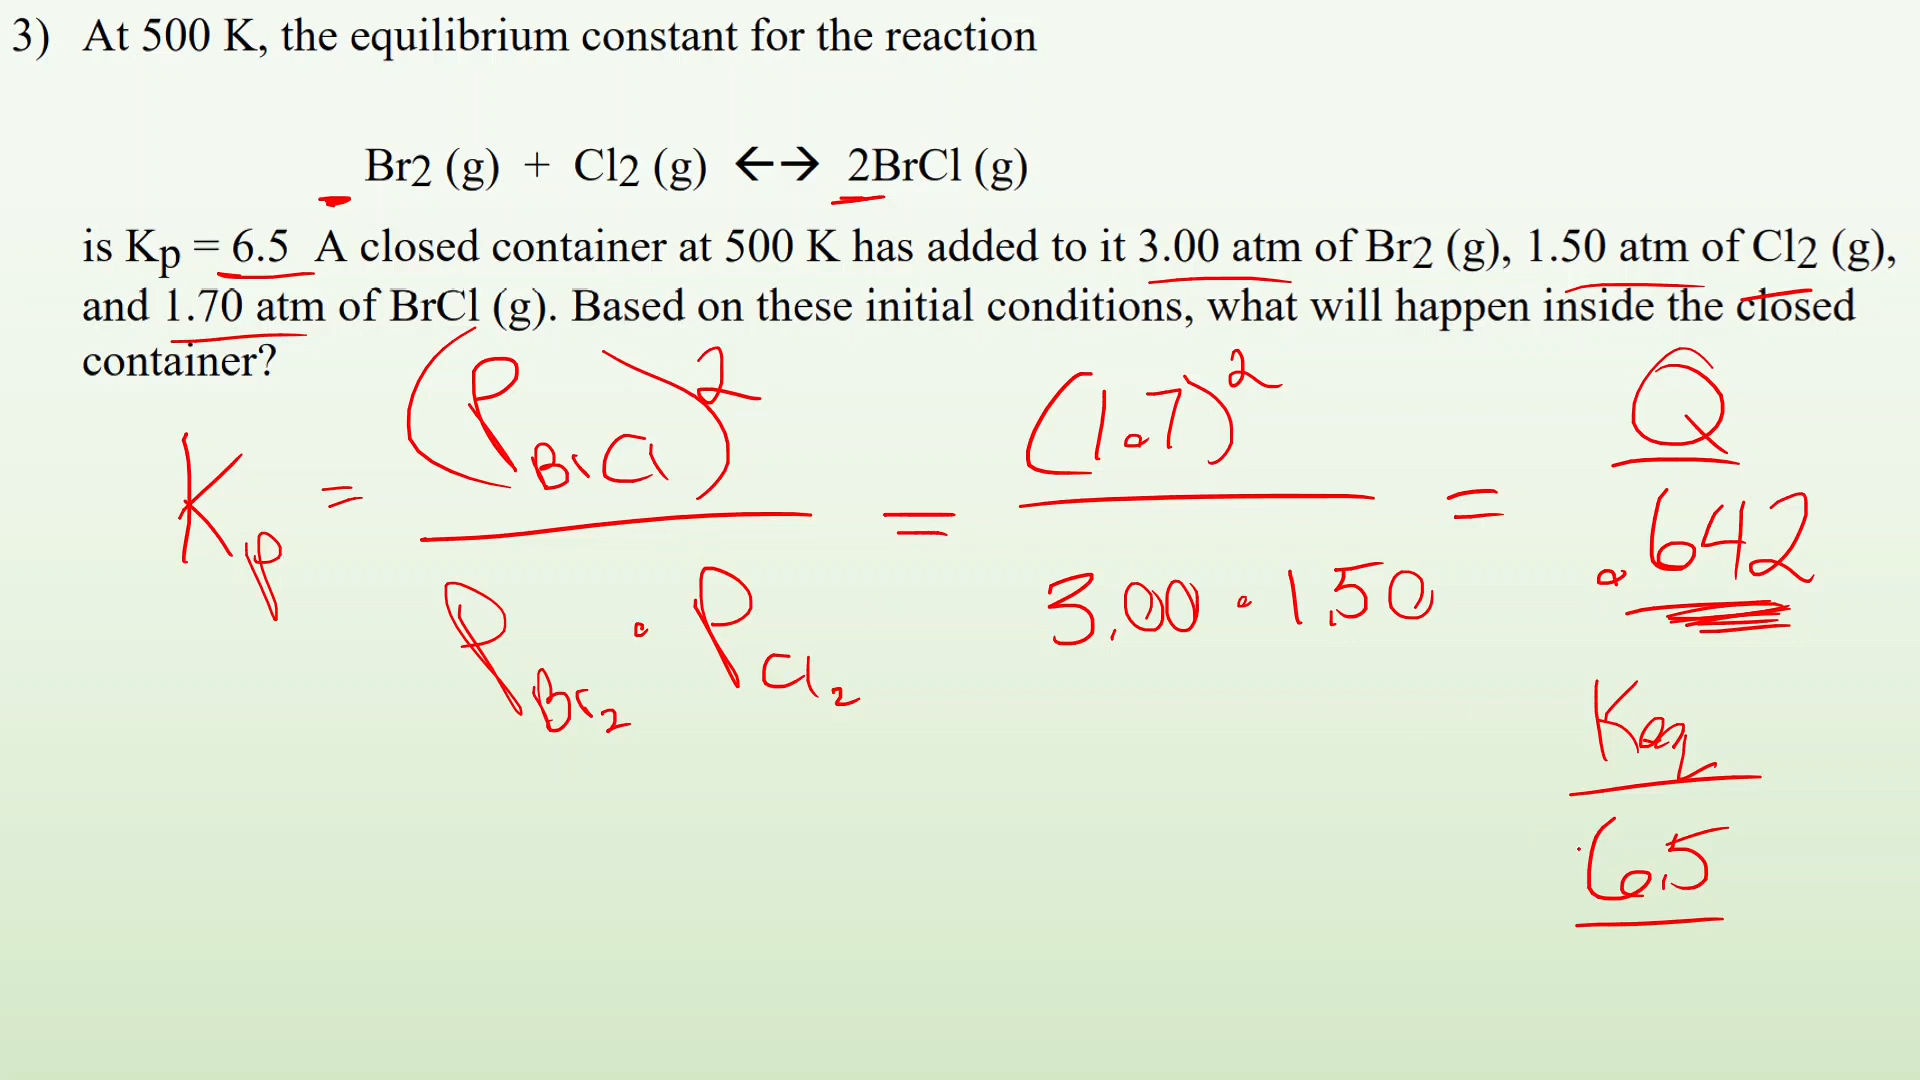 3) At 500 K, the equilibrium constant for the reaction
Br2 (g) + Cl2 (g) ←→ 2BrCl (g)
is Kp = 6.5 A closed container at 500 K has added to it 3.00 atm of Br2 (g), 1.50 atm of Cl2 (g),
and 1.70 atm of BrCl (g). Based on these initial conditions, what will happen inside the closed
container?
Kp = (PBrCl)2 / PBr2 · PCl2 = (1.7)2 / 3.00 · 1.50 = Q
.642
Keq
6.5